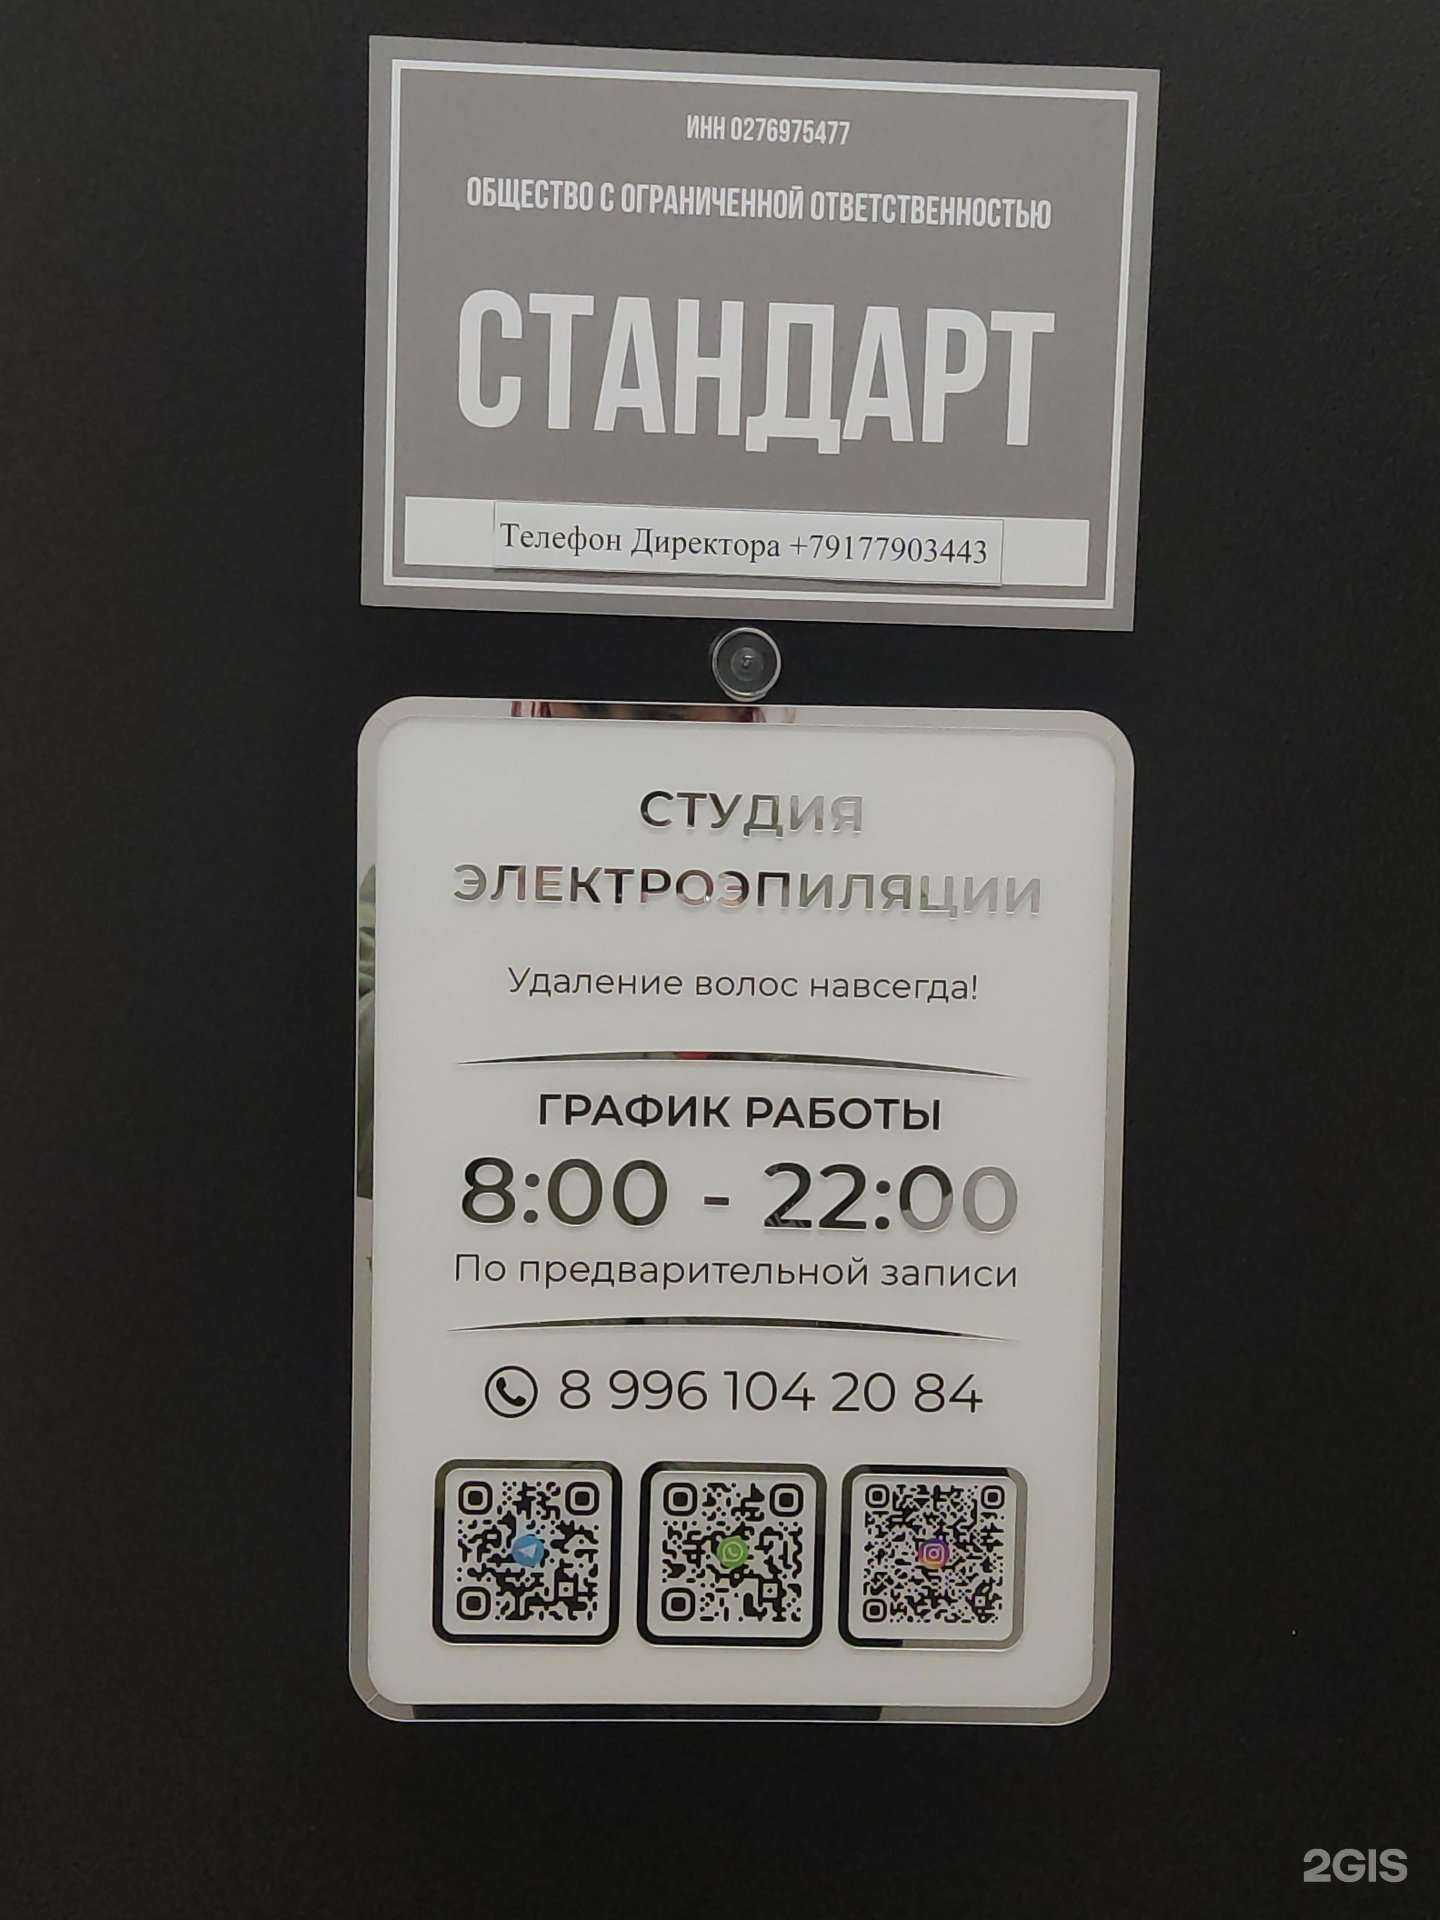 ИНН 0276975477
ОБЩЕСТВО С ОГРАНИЧЕННОЙ ОТВЕТСТВЕННОСТЬЮ
СТАНДАРТ
Телефон Директора +79177903443
СТУДИЯ
ЭЛЕКТРОЭПИЛЯЦИИ
Удаление волос навсегда!
ГРАФИК РАБОТЫ
8:00 - 22:00
По предварительной записи
8 996 104 20 84
2GIS